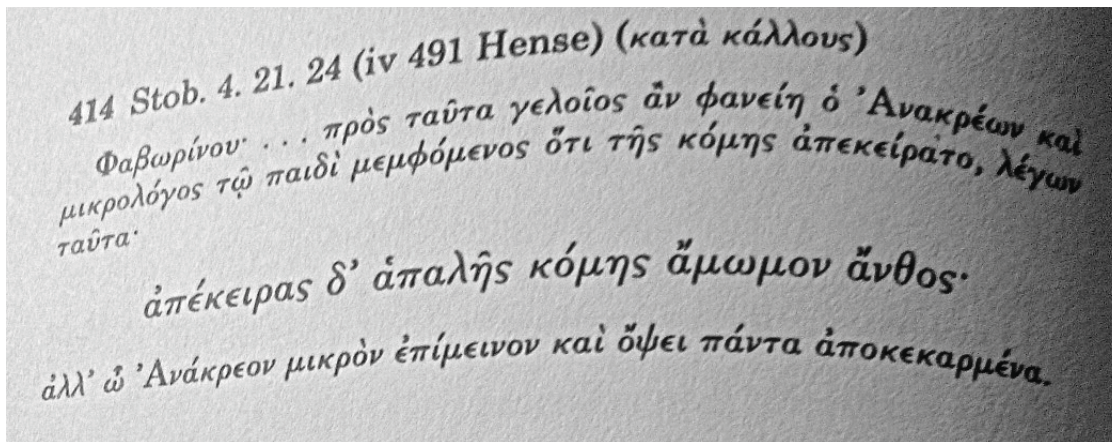 414 Stob. 4. 21. 24 (iv 491 Hense) (κατὰ κάλλους)
Φαβωρίνου· . . . πρὸς ταῦτα γελοῖος ἂν φανείη ὁ Ἀνακρέων καὶ
μικρολόγος τῷ παιδὶ μεμφόμενος ὅτι τῆς κόμης ἀπεκείρατο, λέγων
ταῦτα·
ἀπέκειρας δ’ ἁπαλῆς κόμης ἄμωμον ἄνθος·
ἀλλ’ ὦ Ἀνάκρεον μικρὸν ἐπίμεινον καὶ ὄψει πάντα ἀποκεκαρμένα.